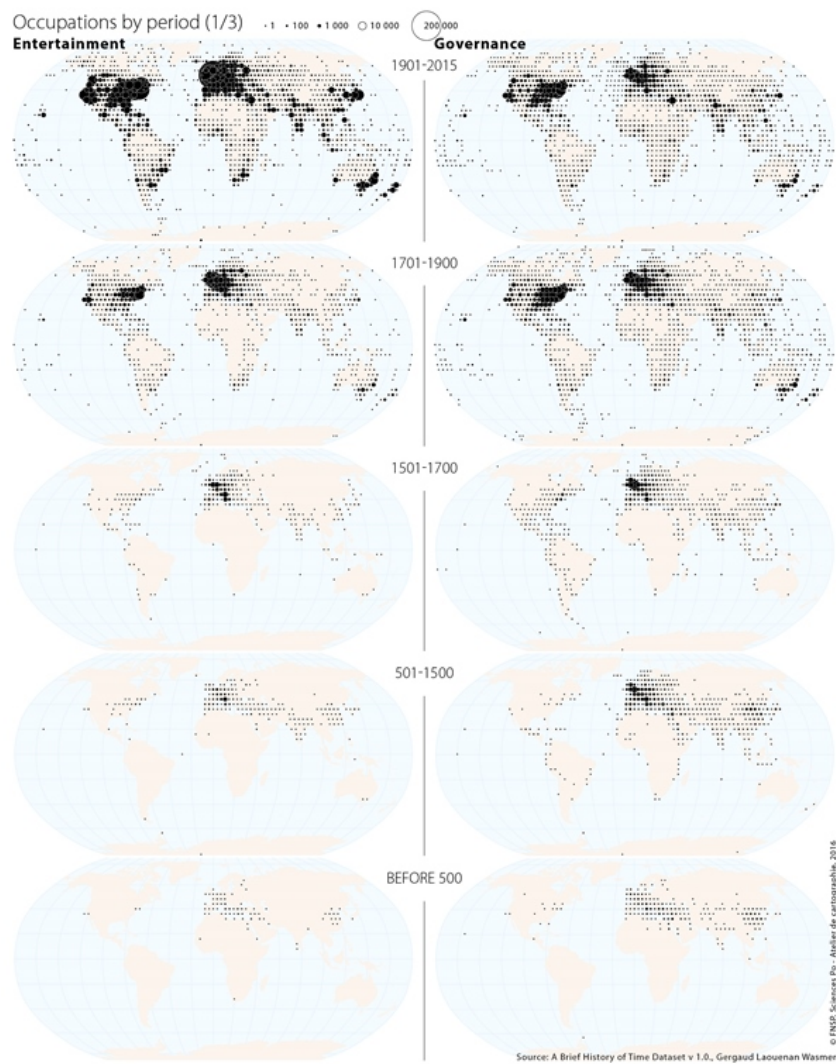 Occupations by period (1/3) 1 100 1 000 10 000 200 000
Entertainment Governance
1901-2015
1701-1900
1501-1700
501-1500
BEFORE 500
© FNSP. Sciences Po - Atelier de cartographie, 2016
Source: A Brief History of Time Dataset v 1.0., Gergaud Laouenan Wasmer